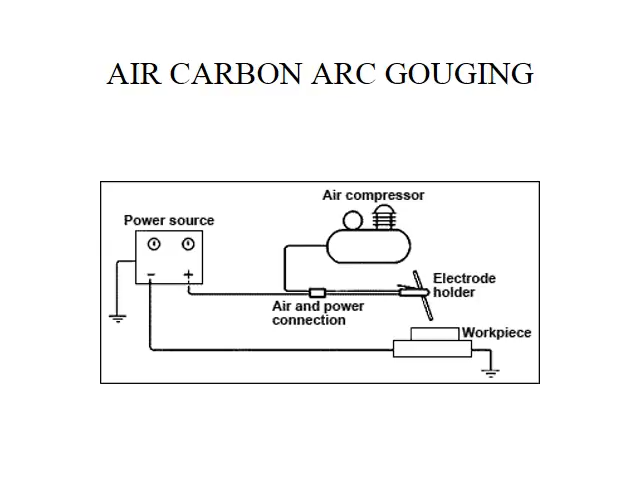 AIR CARBON ARC GOUGING
Air compressor
Power source
- +
Electrode
holder
Air and power
connection
Workpiece